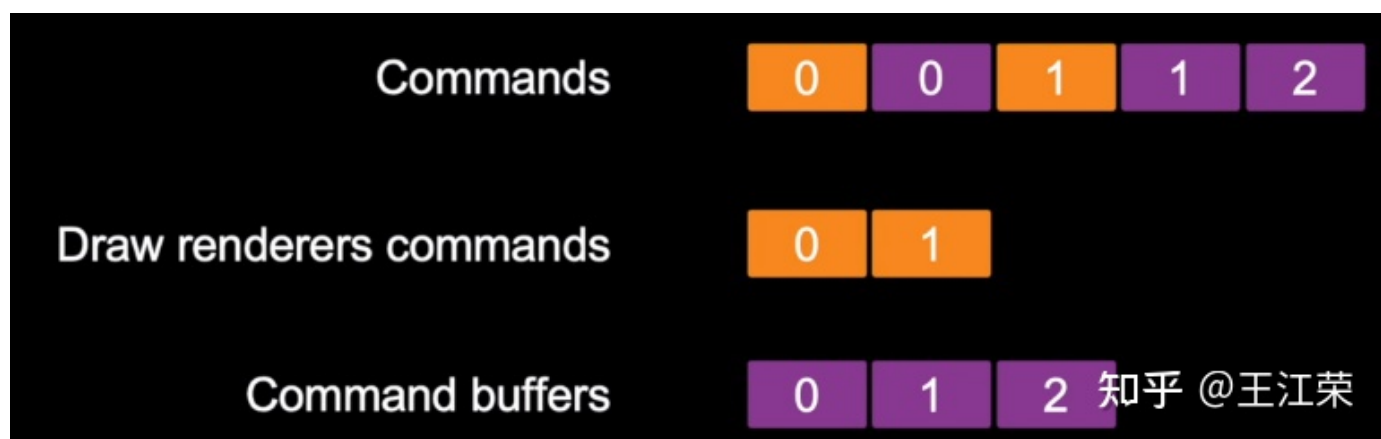 Commands 0 0 1 1 2
Draw renderers commands 0 1
Command buffers 0 1 2 知乎 @王江荣